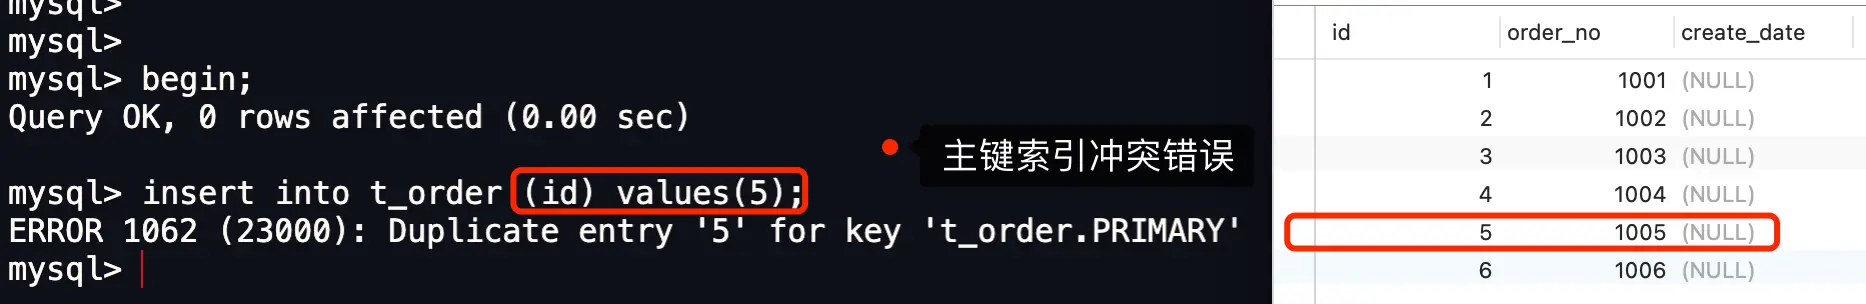 mysql>
mysql>
mysql> begin;
Query OK, 0 rows affected (0.00 sec)
主键索引冲突错误
mysql> insert into t_order (id) values(5);
ERROR 1062 (23000): Duplicate entry '5' for key 't_order.PRIMARY'
mysql>
id order_no create_date
1 1001 (NULL)
2 1002 (NULL)
3 1003 (NULL)
4 1004 (NULL)
5 1005 (NULL)
6 1006 (NULL)